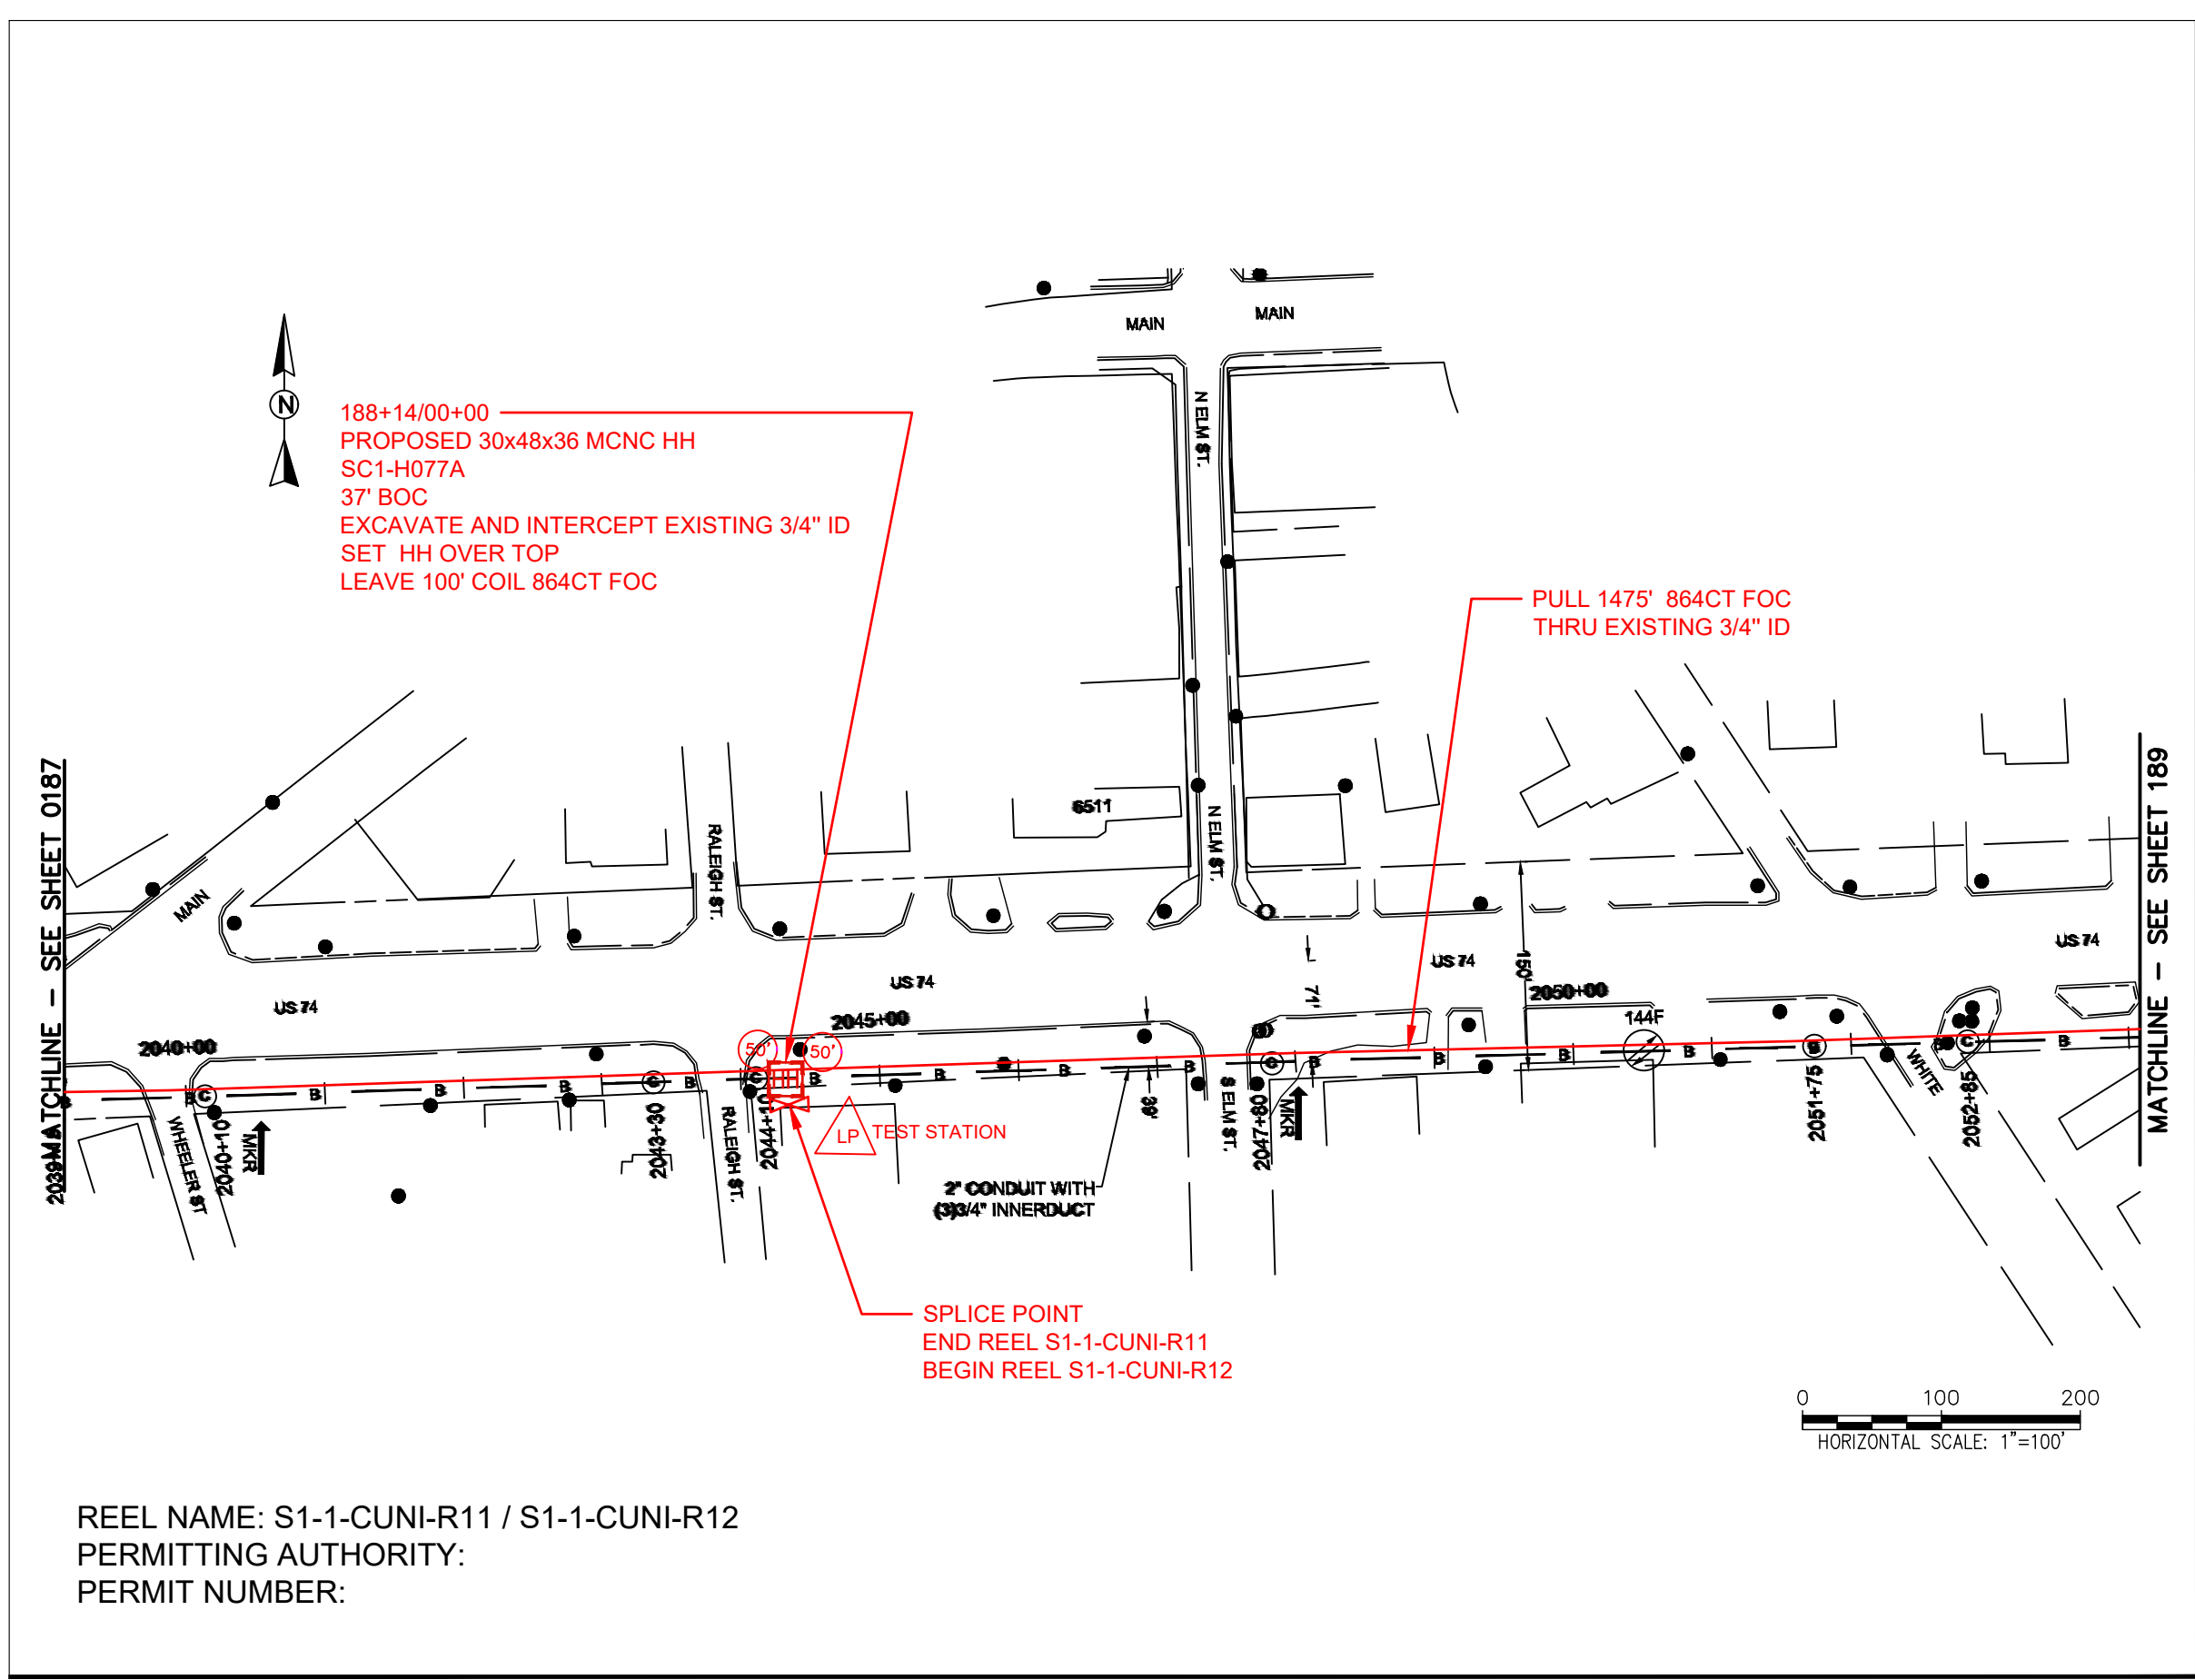 MAIN
MAIN
N ELM ST.
N
188+14/00+00
PROPOSED 30x48x36 MCNC HH
SC1-H077A
37' BOC
EXCAVATE AND INTERCEPT EXISTING 3/4" ID
SET HH OVER TOP
LEAVE 100' COIL 864CT FOC
PULL 1475' 864CT FOC
THRU EXISTING 3/4" ID
MATCHLINE - SEE SHEET 0187
MATCHLINE - SEE SHEET 189
6511
N ELM ST.
RALEIGH ST.
MAIN
US 74
US 74
US 74
US 74
150'
71'
2040+00
2045+00
2050+00
144F
50'
50'
B
C
B
B
B
B
C
B
C
B
B
B
B
C
B
B
B
B
B
C
B
WHEELER ST
2040+10
MKR
2043+30
RALEIGH ST.
LP
TEST STATION
39'
S ELM ST.
2047+80
MKR
2051+75
WHITE
2052+85
2" CONDUIT WITH
(3)3/4" INNERDUCT
SPLICE POINT
END REEL S1-1-CUNI-R11
BEGIN REEL S1-1-CUNI-R12
0 100 200
HORIZONTAL SCALE: 1"=100'
REEL NAME: S1-1-CUNI-R11 / S1-1-CUNI-R12
PERMITTING AUTHORITY:
PERMIT NUMBER: